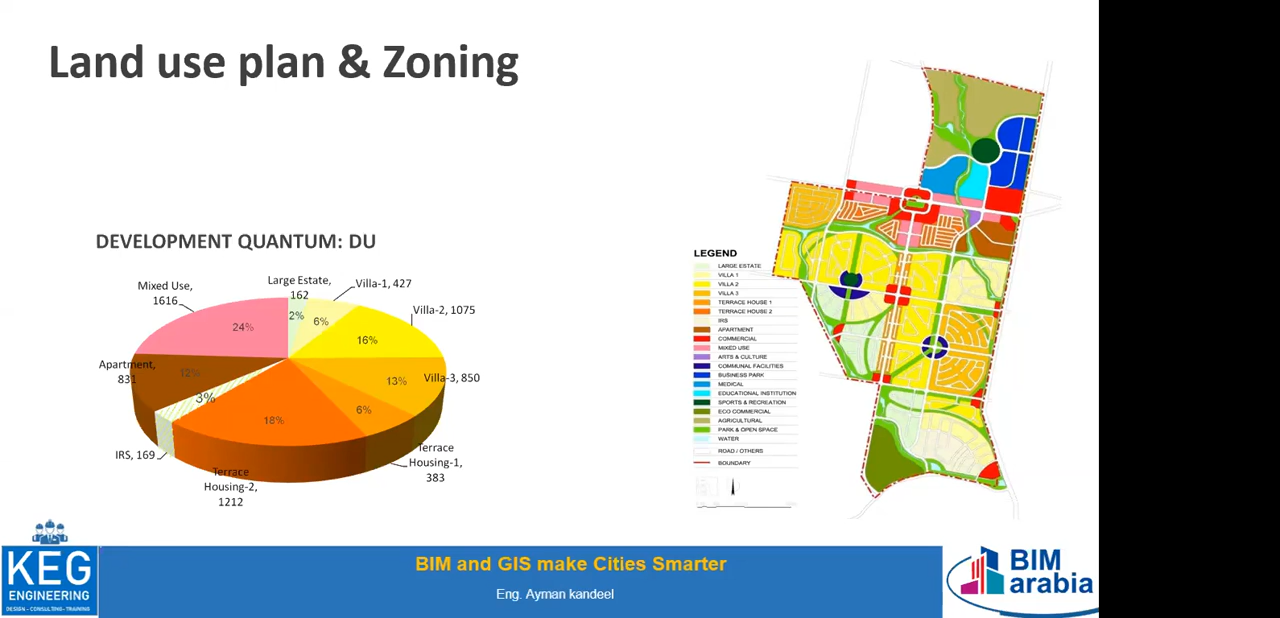 Land use plan & Zoning
DEVELOPMENT QUANTUM: DU
Mixed Use,
1616
Large Estate,
162
Villa-1, 427
Villa-2, 1075
Villa-3, 850
Terrace
Housing-1,
383
Terrace
Housing-2,
1212
IRS, 169
Apartment,
831
24%
2%
6%
16%
13%
6%
18%
3%
12%
LEGEND
LARGE ESTATE
VILLA 1
VILLA 2
VILLA 3
TERRACE HOUSE 1
TERRACE HOUSE 2
IRS
APARTMENT
COMMERCIAL
MIXED USE
ARTS & CULTURE
COMMUNAL FACILITIES
BUSINESS PARK
MEDICAL
EDUCATIONAL INSTITUTION
SPORTS & RECREATION
ECO COMMERCIAL
AGRICULTURAL
PARK & OPEN SPACE
WATER
ROAD / OTHERS
BOUNDARY
KEG
ENGINEERING
DESIGN - CONSULTING- TRAINING
BIM and GIS make Cities Smarter
Eng. Ayman kandeel
BIM
arabia